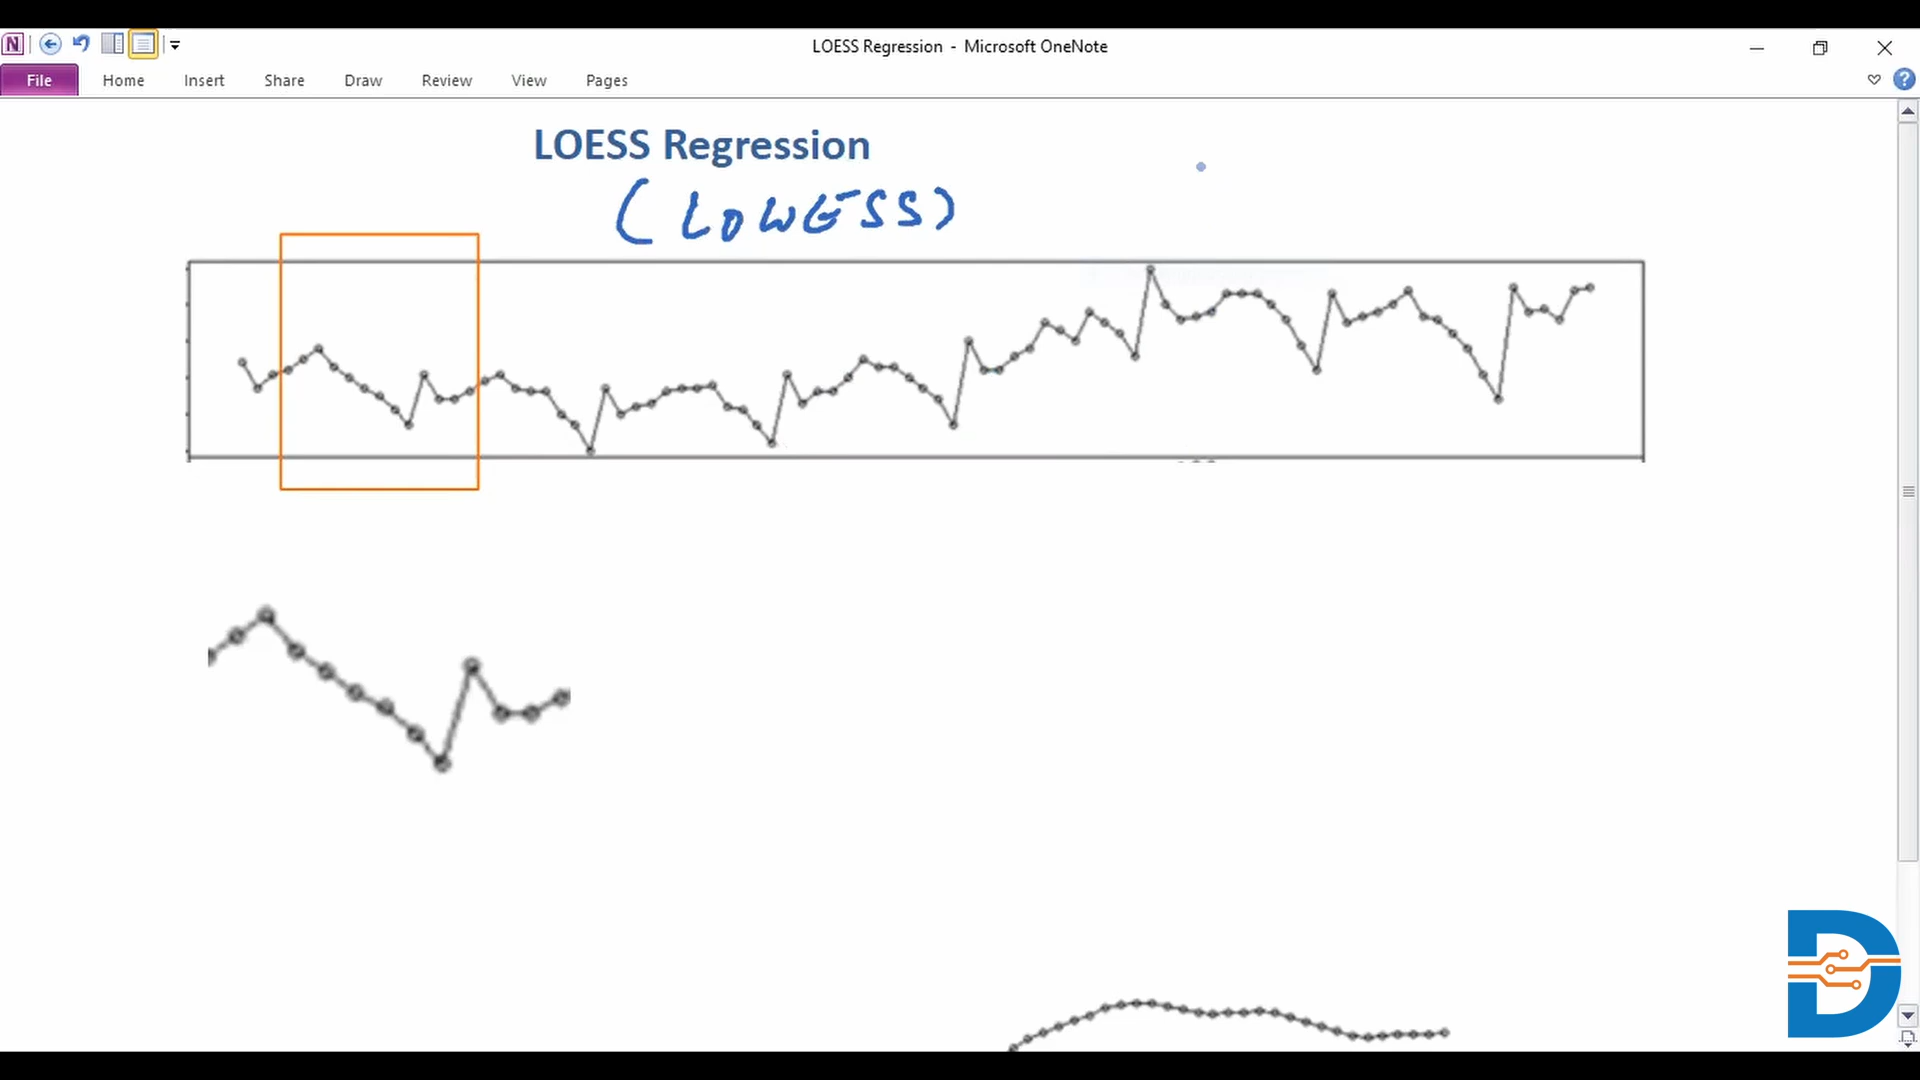 LOESS Regression - Microsoft OneNote
File Home Insert Share Draw Review View Pages
LOESS Regression
(LOWESS)